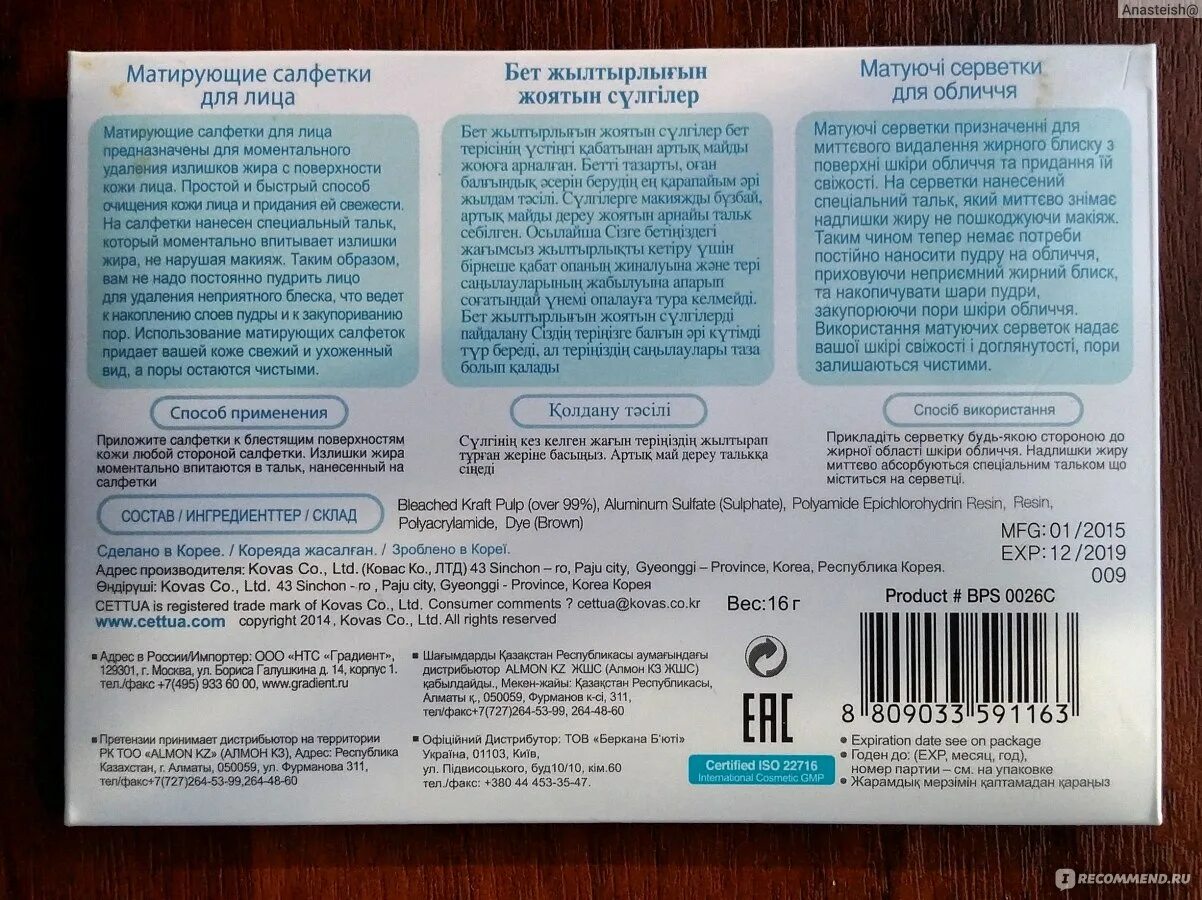 Anasteish@
Матирующие салфетки
для лица
Матирующие салфетки для лица
предназначены для моментального
удаления излишков жира с поверхности
кожи лица. Простой и быстрый способ
очищения кожи лица и придания ей свежести.
На салфетки нанесен специальный тальк,
который моментально впитывает излишки
жира, не нарушая макияж. Таким образом,
вам не надо постоянно пудрить лицо
для удаления неприятного блеска, что ведет
к накоплению слоев пудры и к закупориванию
пор. Использование матирующих салфеток
придает вашей коже свежий и ухоженный
вид, а поры остаются чистыми.
Способ применения
Приложите салфетки к блестящим поверхностям
кожи любой стороной салфетки. Излишки жира
моментально впитаются в тальк, нанесенный на
салфетки
Бет жылтырлығын
жоятын сүлгілер
Бет жылтырлығын жоятын сүлгілер бет
терісінің үстіңгі қабатынан артық майды
жоюға арналған. Бетті тазарты, оған
балғындық әсерін берудің ең қарапайым әрі
жылдам тәсілі. Сүлгілерге макияжды бұзбай,
артық майды дереу жоятын арнайы тальк
себілген. Осылайша Сізге бетіңіздегі
жағымсыз жылтырлықты кетіру үшін
бірнеше қабат опаның жиналуына және тері
саңылауларының жабылуына апарып
соғатындай үнемі опалауға тура келмейді.
Бет жылтырлығын жоятын сүлгілерді
пайдалану Сіздің теріңізге балғын әрі күтімді
түр береді, ал теріңіздің саңылаулары таза
болып қалады
Қолдану тәсілі
Сүлгінің кез келген жағын теріңіздің жылтырап
тұрған жеріне басыңыз. Артық май дереу талькқа
сіңеді
Матуючі серветки
для обличчя
Матуючі серветки призначенні для
миттєвого видалення жирного блиску з
поверхні шкіри обличчя та придання їй
свіжості. На серветки нанесений
спеціальний тальк, який миттєво знімає
надлишки жиру не пошкоджуючи макіяж.
Таким чином тепер немає потреби
постійно наносити пудру на обличчя,
приховуючи неприємний жирний блиск,
та накопичувати шари пудри,
закупорюючи пори шкіри обличчя.
Використання матуючих серветок надає
вашої шкірі свіжості і доглянутості, пори
залишаються чистими.
Спосіб використання
Прикладіть серветку будь-якою стороною до
жирної області шкіри обличчя. Надлишки жиру
миттєво абсорбуються спеціальним тальком що
міститься на серветці.
СОСТАВ / ИНГРЕДИЕНТТЕР / СКЛАД
Bleached Kraft Pulp (over 99%), Aluminum Sulfate (Sulphate), Polyamide Epichlorohydrin Resin, Resin,
Polyacrylamide, Dye (Brown)
Сделано в Корее. / Кореяда жасалған. / Зроблено в Кореї.
Адрес производителя: Kovas Co., Ltd. (Ковас Ко., ЛТД) 43 Sinchon – ro, Paju city, Gyeonggi – Province, Korea, Республика Корея.
Өндіруші: Kovas Co., Ltd. 43 Sinchon - ro , Paju city, Gyeonggi - Province, Korea Корея
CETTUA is registered trade mark of Kovas Co., Ltd. Consumer comments ? cettua@kovas.co.kr
www.cettua.com copyright 2014 , Kovas Co., Ltd. All rights reserved
Вес:16 г
MFG:01/2015
EXP:12/2019
009
Product # BPS 0026C
8 809033 591163
Адрес в России/Импортер: ООО «НТС «Градиент»,
129301, г. Москва, ул. Бориса Галушкина д. 14, корпус 1.
тел./факс +7(495) 933 60 00, www.gradient.ru
Претензии принимает дистрибьютор на территории
РК ТОО «ALMON KZ» (АЛМОН КЗ), Адрес: Республика
Казахстан, г. Алматы, 050059, ул. Фурманова 311,
тел/факс+7(727)264-53-99,264-48-60
Шағымдарды Қазақстан Республикасы аумағындағы
дистрибьютор ALMON KZ ЖШС (Алмон КЗ ЖШС)
қабылдайды., Мекен-жайы: Қазақстан Республикасы,
Алматы қ., 050059, Фурманов к-сі, 311,
тел/факс+7(727)264-53-99, 264-48-60
Офіційний Дистрибутор: ТОВ «Беркана Б'юті»
Україна, 01103, Київ,
ул. Підвисоцького, буд10/10, кім.60
тел./факс: +380 44 453-35-47.
EAC
Certified ISO 22716
International Cosmetic GMP
Expiration date see on package
Годен до: (EXP, месяц, год),
номер партии – см. на упаковке
Жарамдық мерзімін қаптамадан қараңыз
RECOMMEND.RU